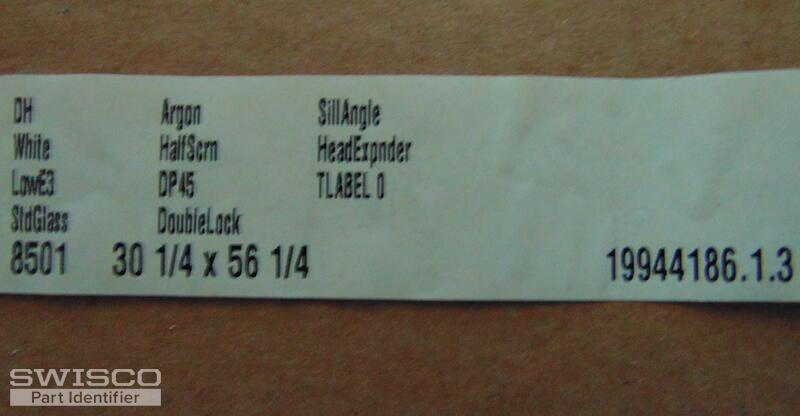 DH Argon SillAngle
White HalfScrn HeadExpnder
LowE3 DP45 TLABEL 0
StdGlass DoubleLock
8501 30 1/4 x 56 1/4 19944186.1.3
SWISCO
Part Identifier